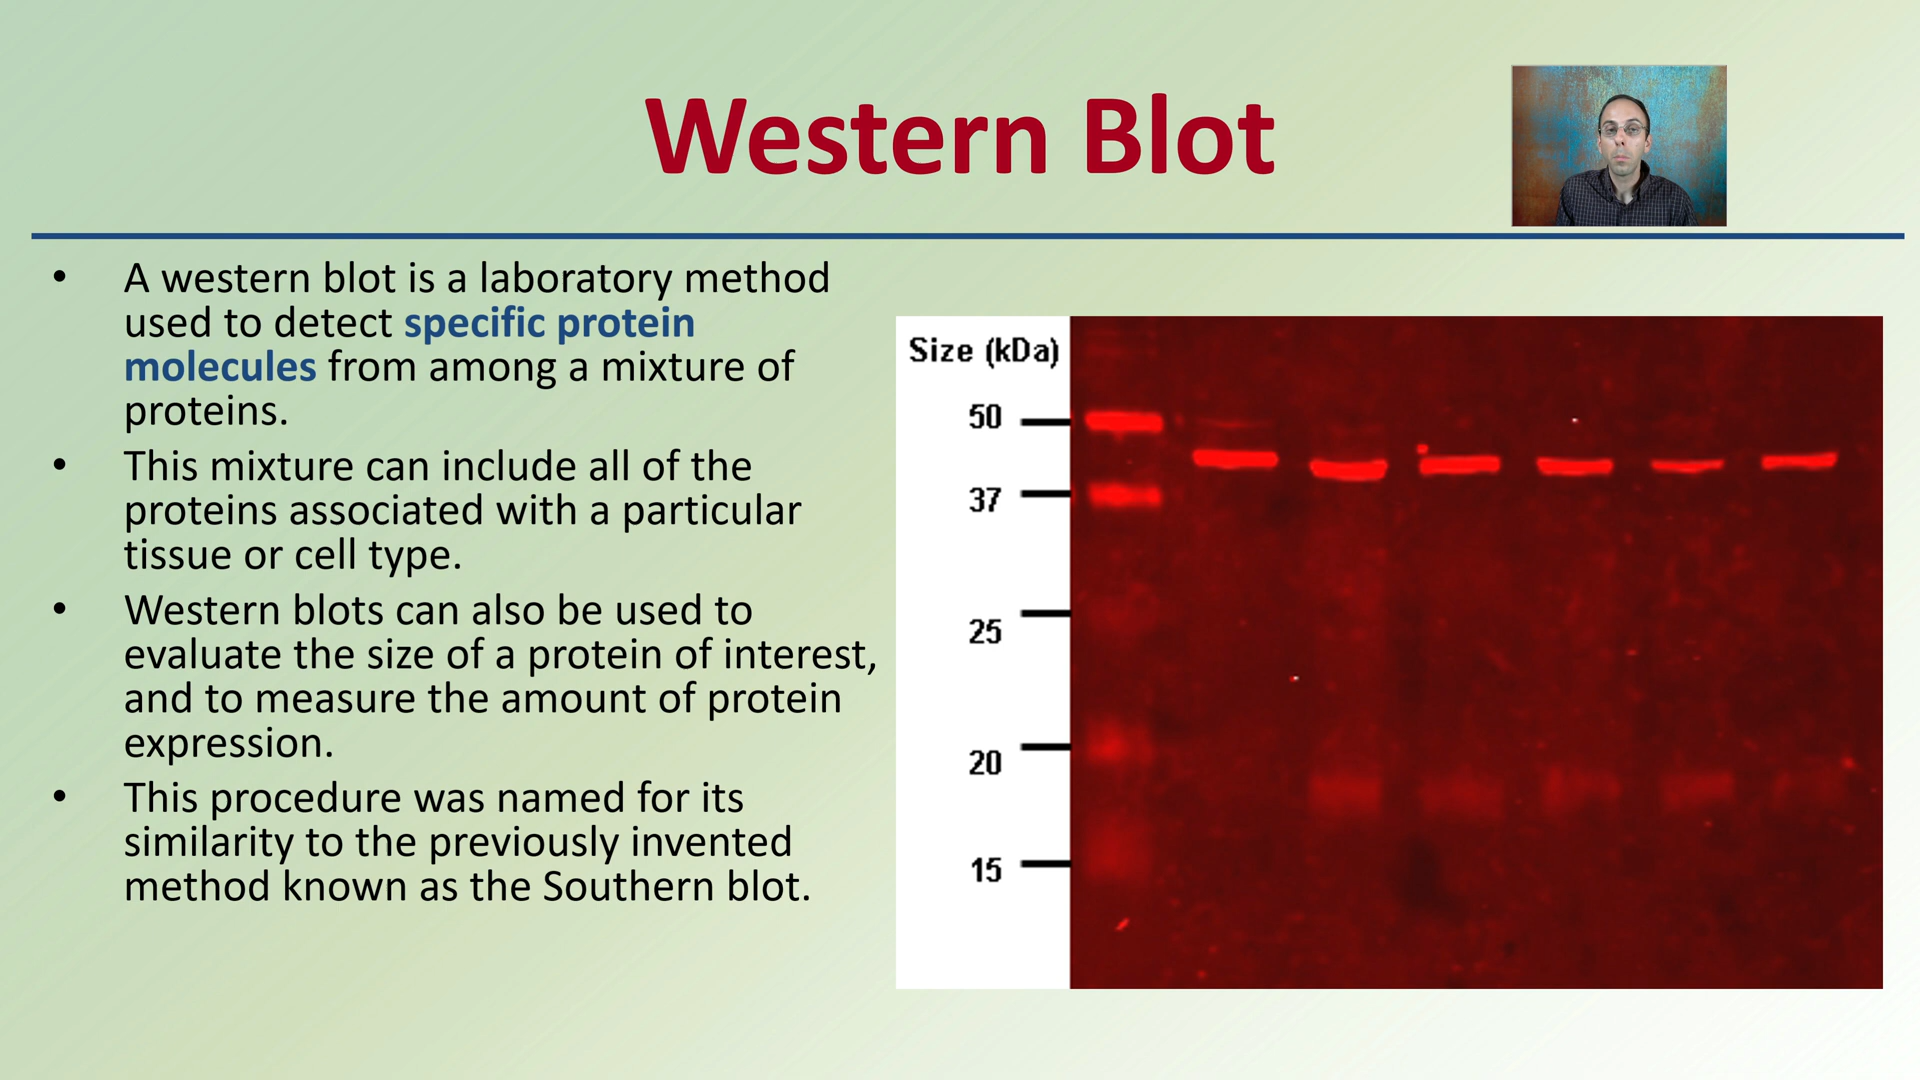 Western Blot
• A western blot is a laboratory method
used to detect specific protein
molecules from among a mixture of
proteins.
• This mixture can include all of the
proteins associated with a particular
tissue or cell type.
• Western blots can also be used to
evaluate the size of a protein of interest,
and to measure the amount of protein
expression.
• This procedure was named for its
similarity to the previously invented
method known as the Southern blot.
Size (kDa)
50
37
25
20
15